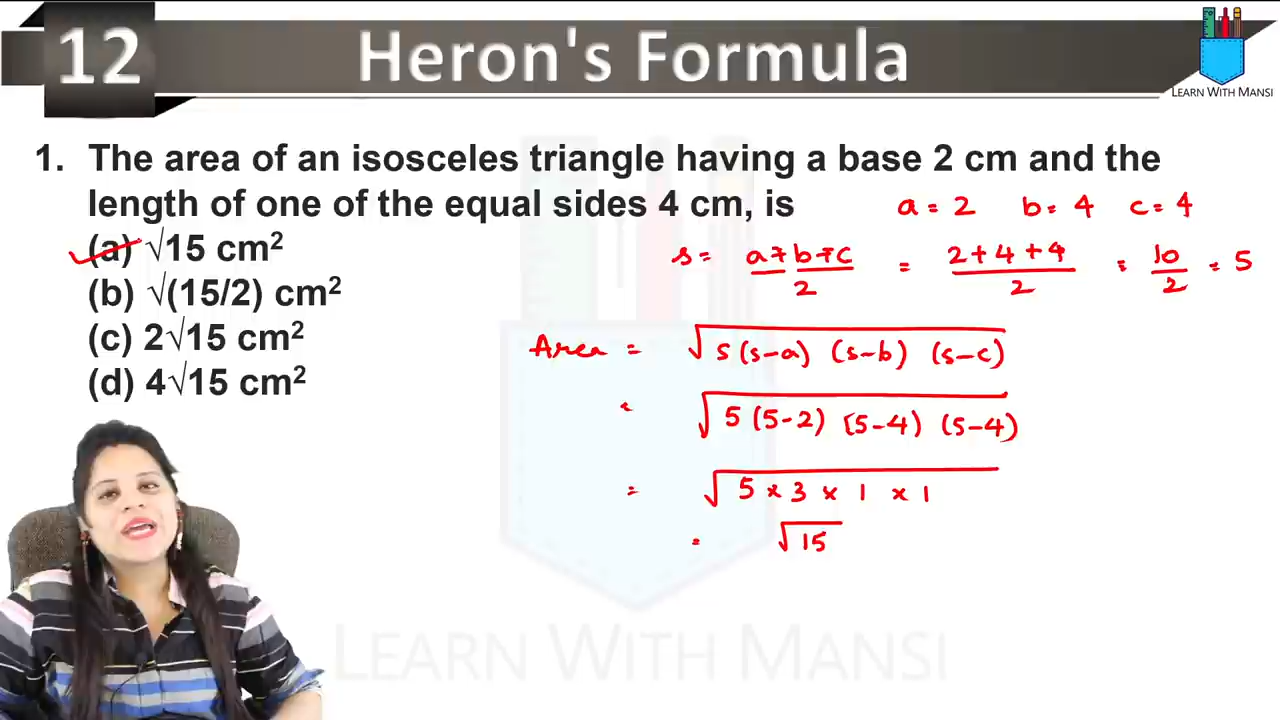 12 Heron's Formula
LEARN WITH MANSI
1. The area of an isosceles triangle having a base 2 cm and the
length of one of the equal sides 4 cm, is
a = 2 b = 4 c = 4
(a) √15 cm²
(b) √(15/2) cm²
(c) 2√15 cm²
(d) 4√15 cm²
s = a+b+c/2 = 2+4+4/2 = 10/2 = 5
Area = √s(s-a) (s-b) (s-c)
= √5(5-2) (5-4) (5-4)
= √5 × 3 × 1 × 1
= √15
LEARN WITH MANSI